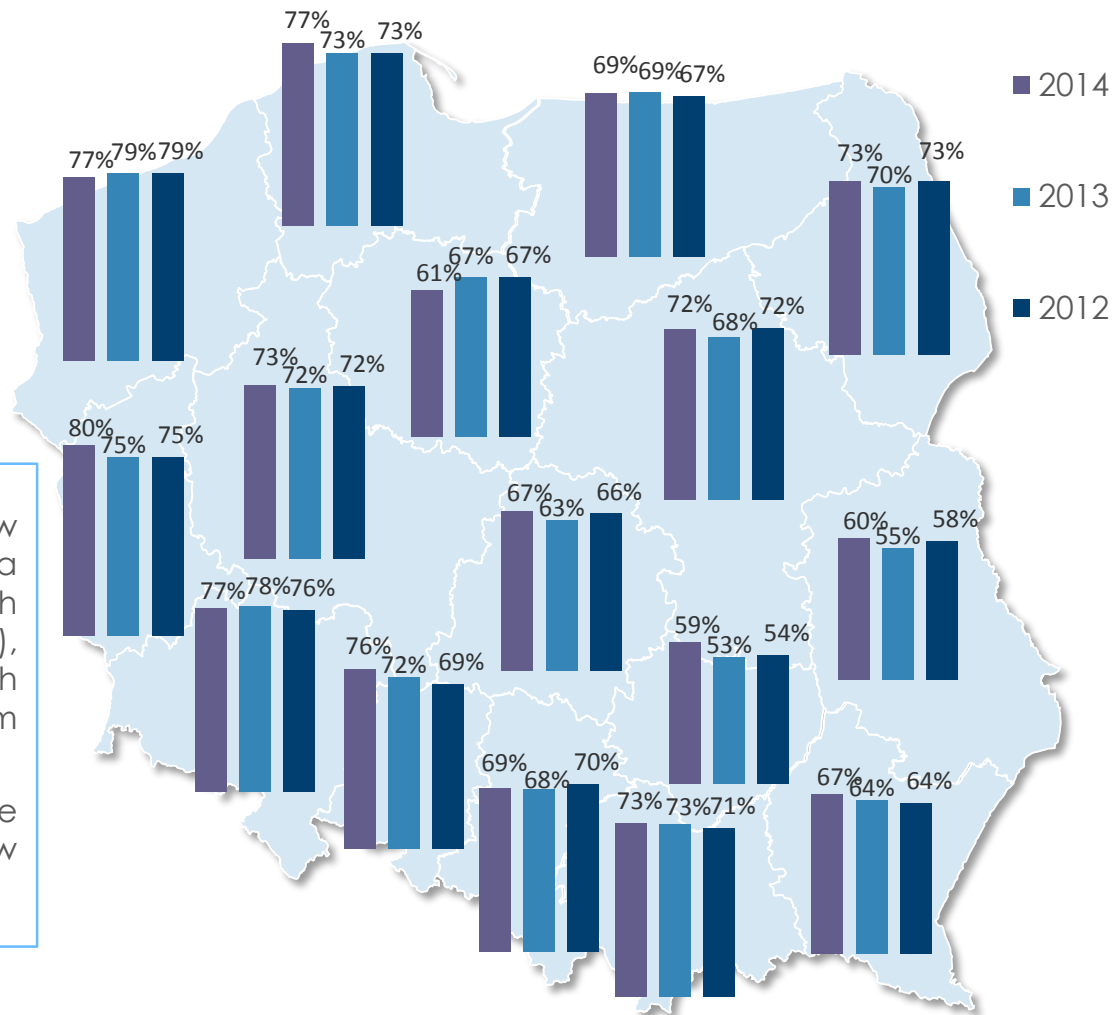 77% 73% 73%
69% 69% 67%
2014
77% 79% 79%
73% 70% 73%
2013
61% 67% 67%
72% 68% 72%
2012
73% 72% 72%
80% 75% 75%
67% 63% 66%
60% 55% 58%
w
a
h
),
h
m
e
w
77% 78% 76%
76% 72% 69%
59% 53% 54%
69% 68% 70%
73% 73% 71%
67% 64% 64%